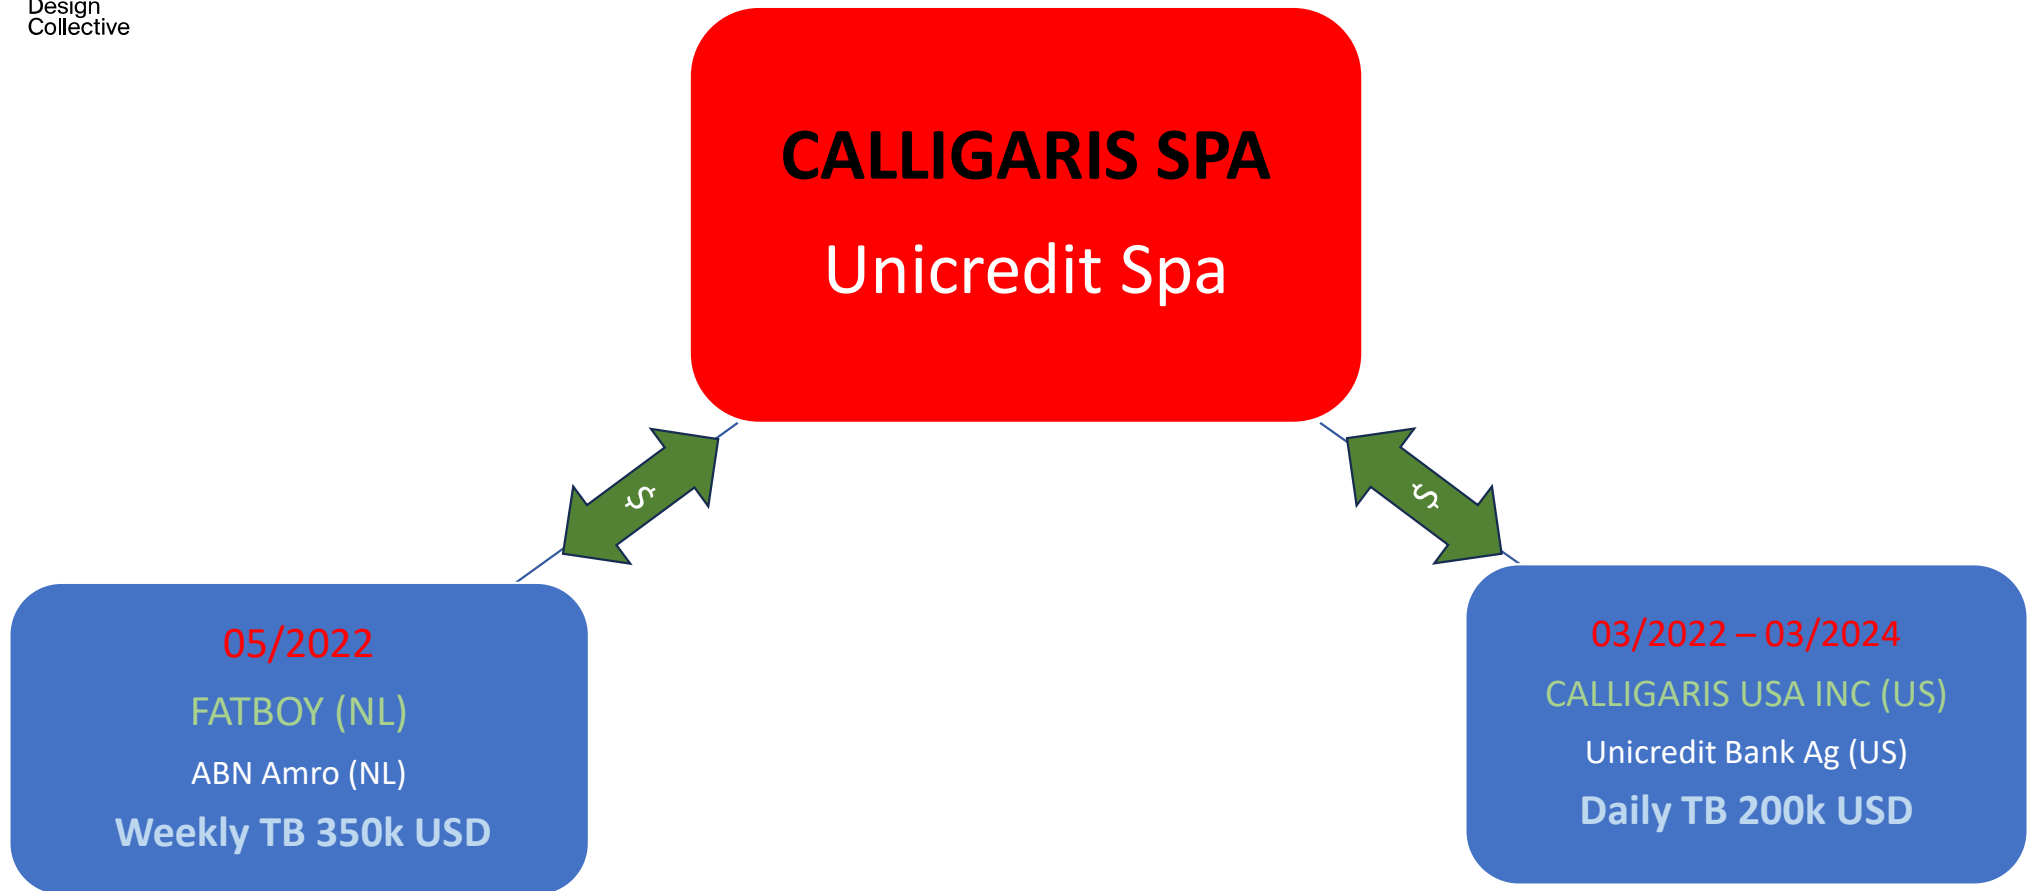 Design
Collective
CALLIGARIS SPA
Unicredit Spa
$
$
05/2022
FATBOY (NL)
ABN Amro (NL)
Weekly TB 350k USD
03/2022 – 03/2024
CALLIGARIS USA INC (US)
Unicredit Bank Ag (US)
Daily TB 200k USD